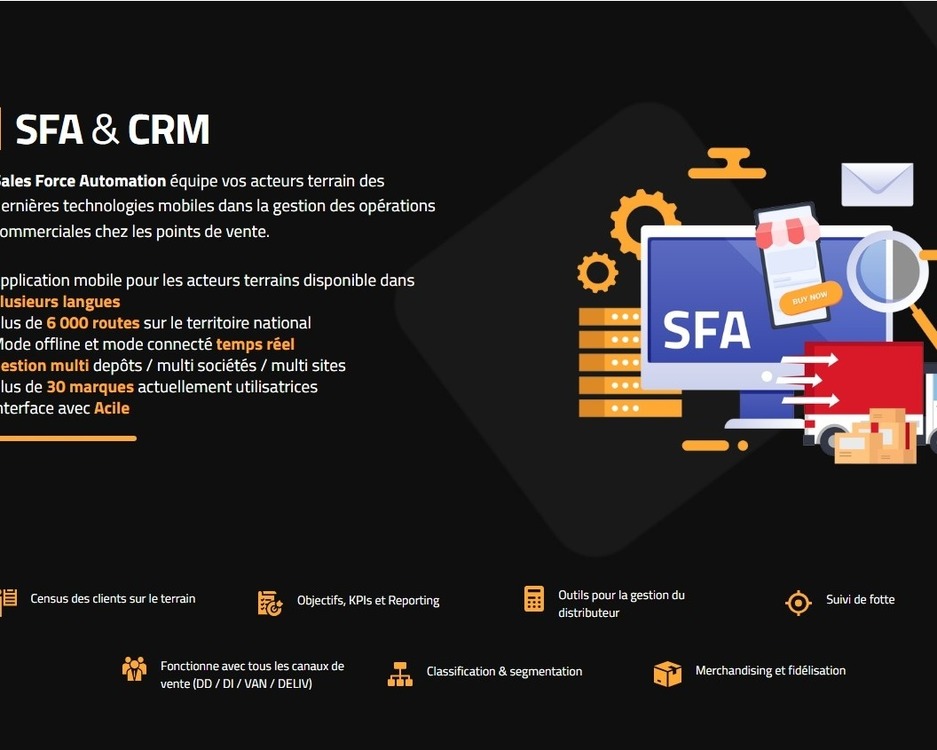 SFA & CRM
Sales Force Automation équipe vos acteurs terrain des
dernières technologies mobiles dans la gestion des opérations
commerciales chez les points de vente.
pplication mobile pour les acteurs terrains disponible dans
plusieurs langues
lus de 6 000 routes sur le territoire national
Mode offline et mode connecté temps réel
estion multi depôts / multi sociétés / multi sites
lus de 30 marques actuellement utilisatrices
nterface avec Acile
BUY NOW
SFA
Census des clients sur le terrain
Objectifs, KPIs et Reporting
Outils pour la gestion du
distributeur
Suivi de fotte
Fonctionne avec tous les canaux de
vente (DD / DI / VAN / DELIV)
Classification & segmentation
Merchandising et fidélisation